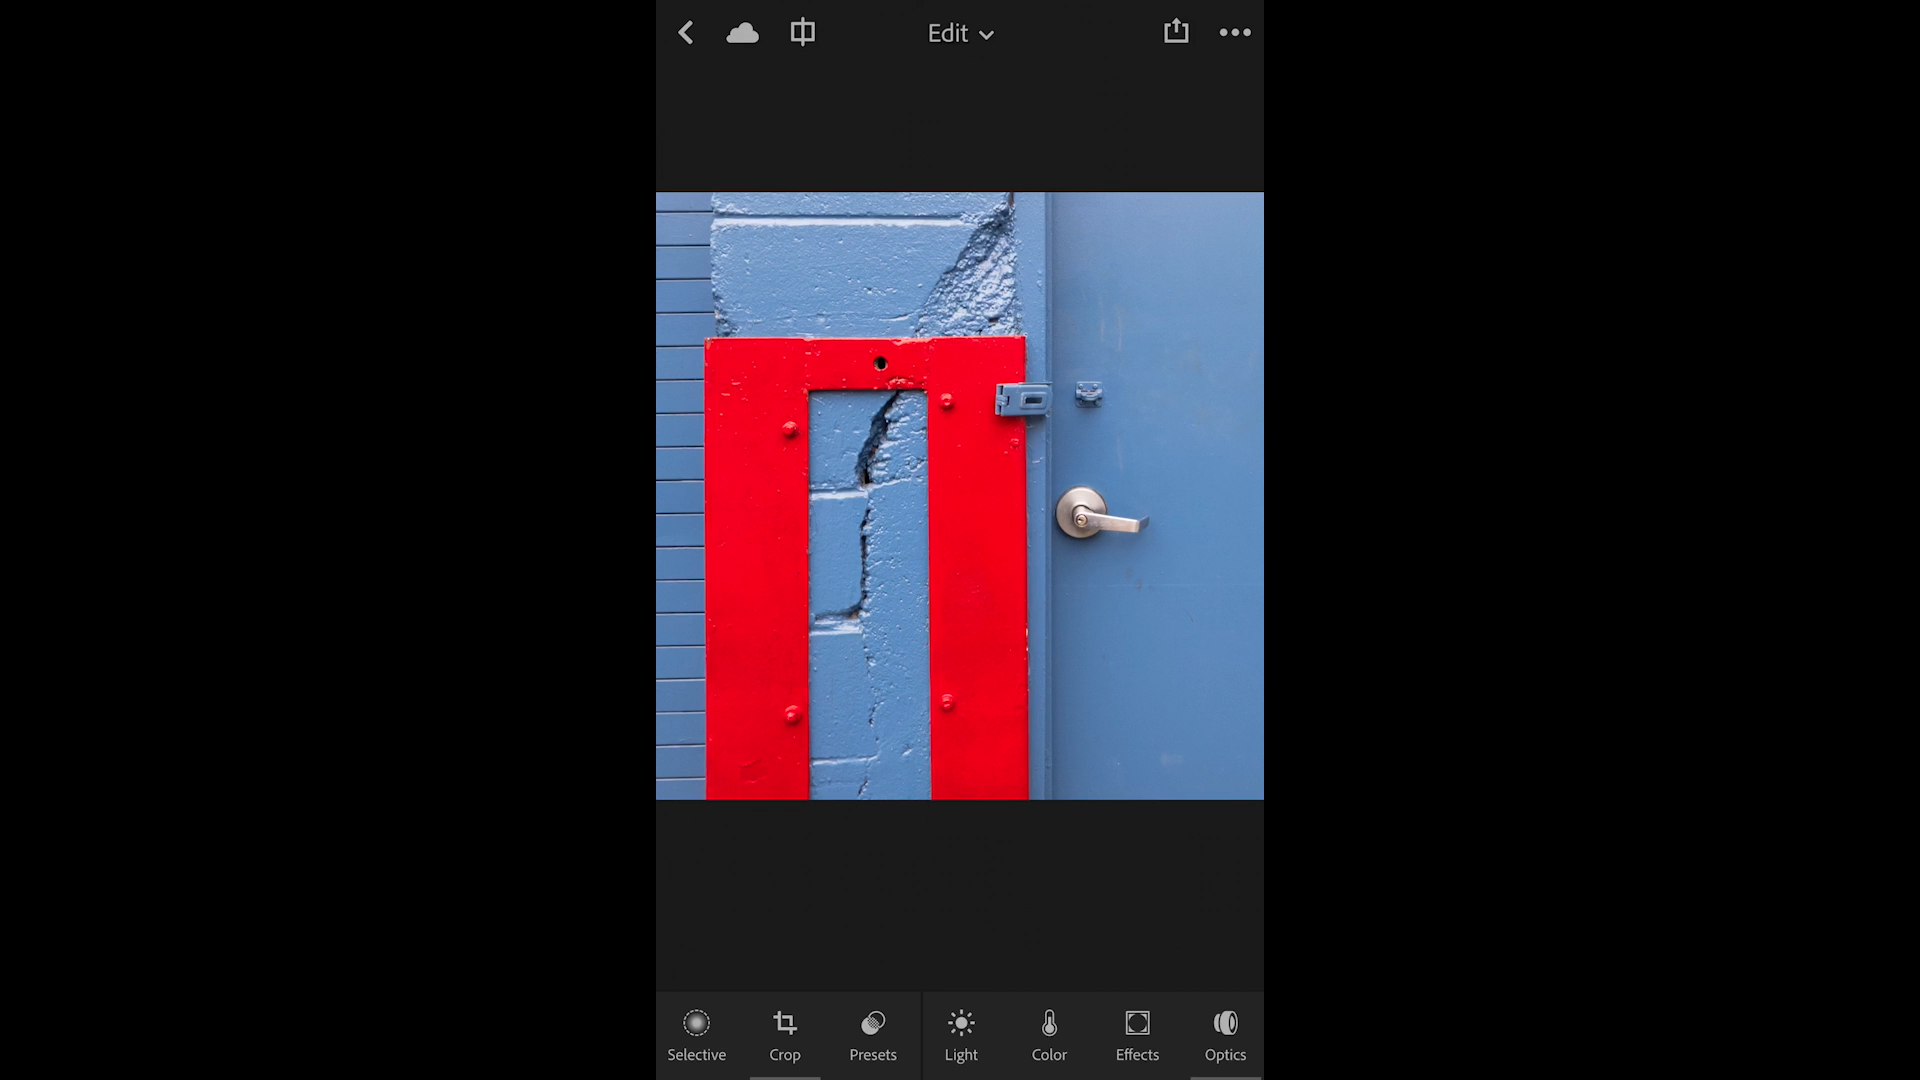 Edit
Selective
Crop
Presets
Light
Color
Effects
Optics